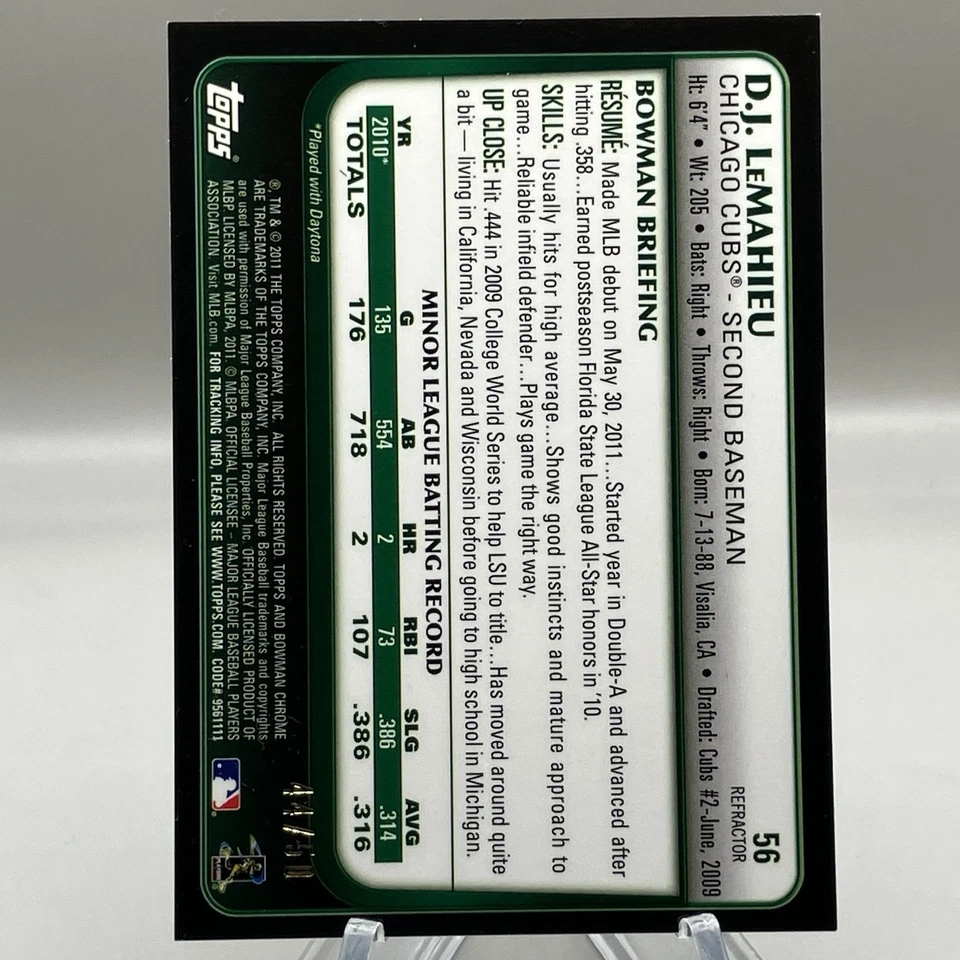 D.J. LEMAHIEU
56
CHICAGO CUBS® - SECOND BASEMAN
REFRACTOR
Ht: 6'4" • Wt: 205 • Bats: Right • Throws: Right • Born: 7-13-88, Visalia, CA • Drafted: Cubs #2-June, 2009
BOWMAN BRIEFING
RÉSUMÉ: Made MLB debut on May 30, 2011...Started year in Double-A and advanced after
hitting .358...Earned postseason Florida State League All-Star honors in '10.
SKILLS: Usually hits for high average...Shows good instincts and mature approach to
game...Reliable infield defender...Plays game the right way.
UP CLOSE: Hit .444 in 2009 College World Series to help LSU to title...Has moved around quite
a bit — living in California, Nevada and Wisconsin before going to high school in Michigan.
MINOR LEAGUE BATTING RECORD
YR G AB HR RBI SLG AVG
2010* 135 554 2 73 .386 .314
TOTALS 176 718 2 107 .386 .316
*Played with Daytona
44/50
topps®
®, TM & © 2011 THE TOPPS COMPANY, INC. ALL RIGHTS RESERVED. TOPPS AND BOWMAN CHROME
ARE TRADEMARKS OF THE TOPPS COMPANY, INC. Major League Baseball trademarks and copyrights
are used with permission of Major League Baseball Properties, Inc. OFFICIALLY LICENSED PRODUCT OF
MLBP. LICENSED BY MLBPA, 2011. © MLBPA. OFFICIAL LICENSEE – MAJOR LEAGUE BASEBALL PLAYERS
ASSOCIATION. Visit MLB.com. FOR TRACKING INFO, PLEASE SEE WWW.TOPPS.COM. CODE# 9561111